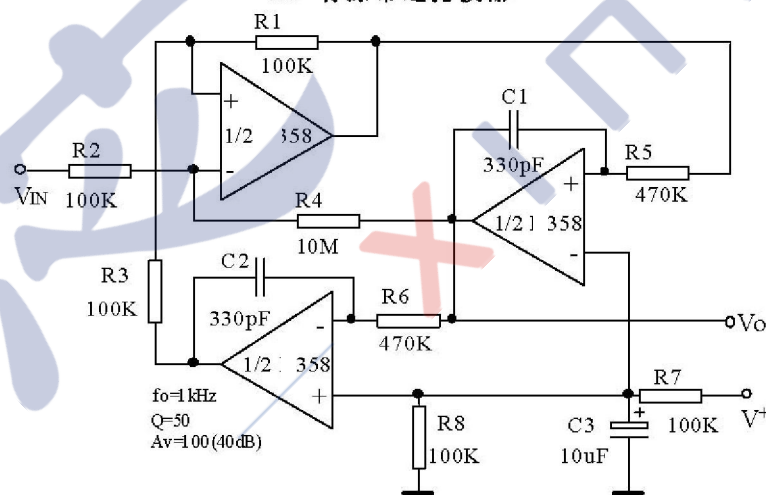 R1
100K
+
C1
1/2 358
R2
-
330pF
R5
+
VIN
100K
470K
R4
1/2 358
10M
-
C2
R3
R6
100K
330pF
-
Vo
470K
1/2 358
R7
+
fo=1kHz
+
V+
Q=50
R8
C3
100K
Av=100(40dB)
100K
10uF